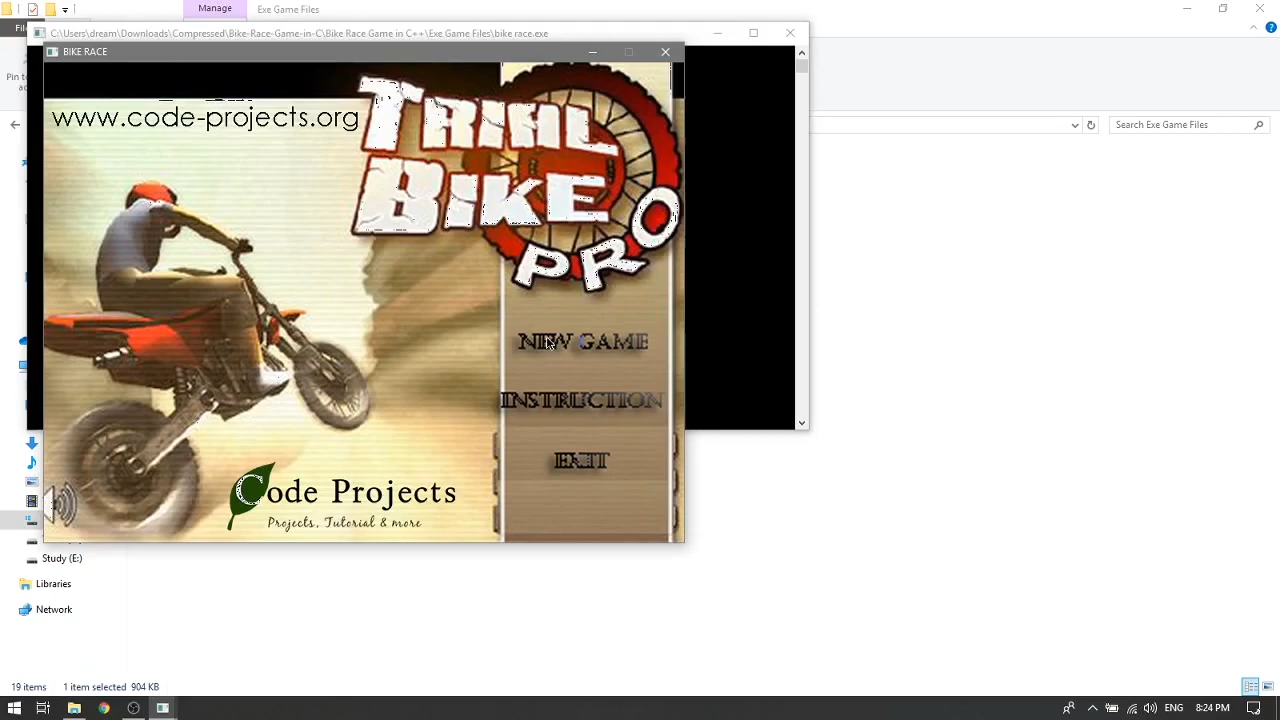 Manage
Exe Game Files
C:\Users\dream\Downloads\Compressed\Bike-Race-Game-in-C\Bike Race Game in C++\Exe Game Files\bike race.exe
BIKE RACE
Search Exe Game Files
www.code-projects.org
TRIAL
BIKE
PRO
NEW GAME
INSTRUCTION
EXIT
Code Projects
Projects, Tutorial & more
Study (E:)
Libraries
Network
19 items
1 item selected 904 KB
ENG
8:24 PM